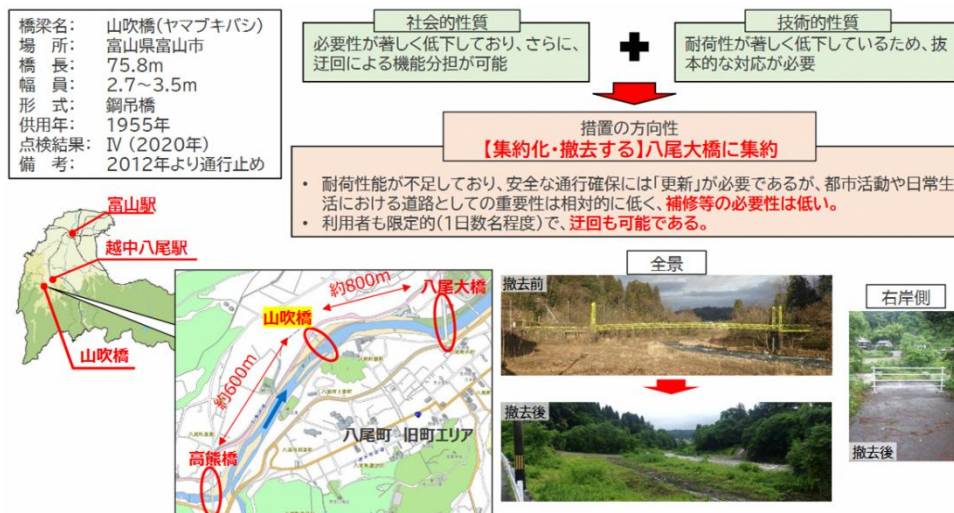 橋梁名: 山吹橋(ヤマブキバシ)
場 所: 富山県富山市
橋 長: 75.8m
幅 員: 2.7～3.5m
形 式: 鋼吊橋
供用年: 1955年
点検結果: Ⅳ (2020年)
備 考: 2012年より通行止め
社会的性質
必要性が著しく低下しており、さらに、
迂回による機能分担が可能
技術的性質
耐荷性が著しく低下しているため、抜
本的な対応が必要
措置の方向性
【集約化・撤去する】八尾大橋に集約
• 耐荷性能が不足しており、安全な通行確保には「更新」が必要であるが、都市活動や日常生
活における道路としての重要性は相対的に低く、補修等の必要性は低い。
• 利用者も限定的(1日数名程度)で、迂回も可能である。
富山駅
越中八尾駅
山吹橋
約800m
八尾大橋
山吹橋
約600m
八尾町 旧町エリア
高熊橋
全景
撤去前
撤去後
右岸側
撤去後